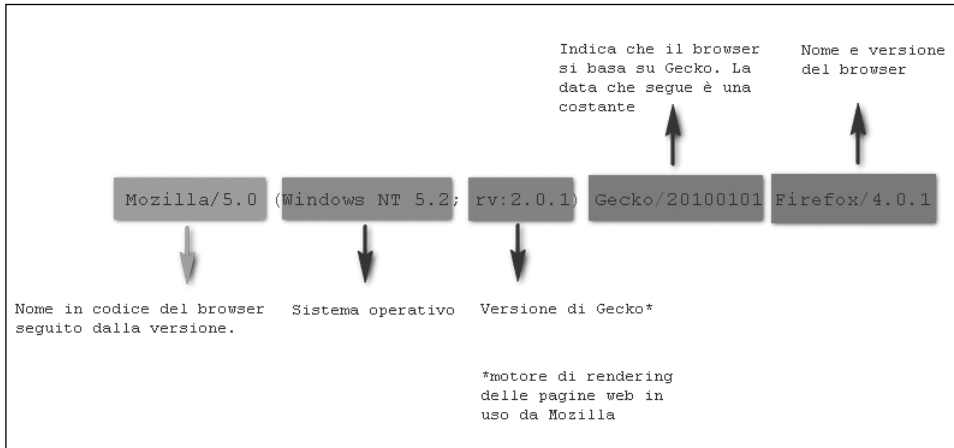 Indica che il browser
si basa su Gecko. La
data che segue è una
costante
Nome e versione
del browser
Mozilla/5.0 (Windows NT 5.2; rv:2.0.1) Gecko/20100101 Firefox/4.0.1
Nome in codice del browser
seguito dalla versione.
Sistema operativo
Versione di Gecko*
*motore di rendering
delle pagine web in
uso da Mozilla